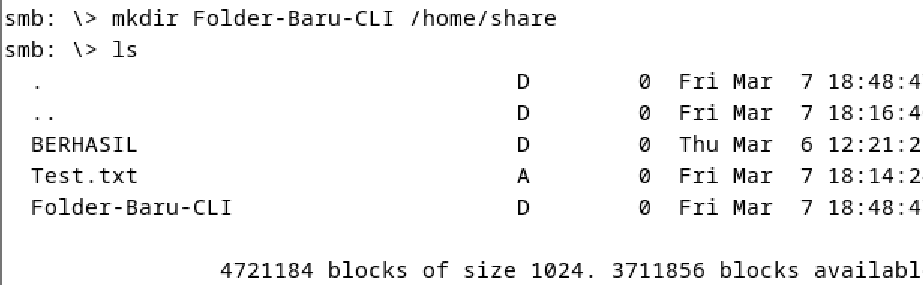 smb: \> mkdir Folder-Baru-CLI /home/share
smb: \> ls
. D 0 Fri Mar 7 18:48:4
.. D 0 Fri Mar 7 18:16:4
BERHASIL D 0 Thu Mar 6 12:21:2
Test.txt A 0 Fri Mar 7 18:14:2
Folder-Baru-CLI D 0 Fri Mar 7 18:48:4
4721184 blocks of size 1024. 3711856 blocks availabl